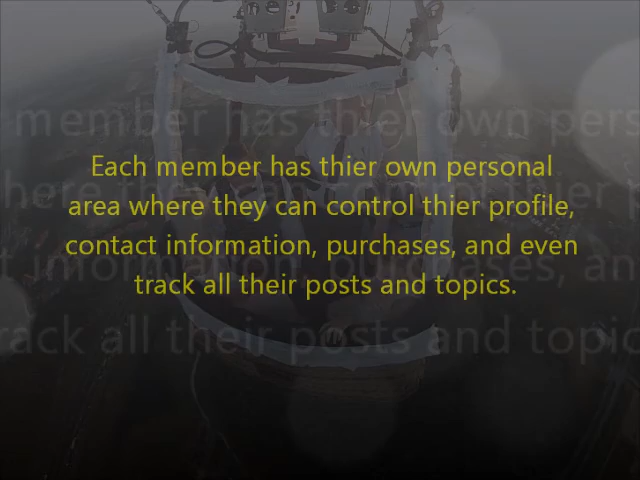 Each member has thier own personal
area where they can control thier profile,
contact information, purchases, and even
track all their posts and topics.